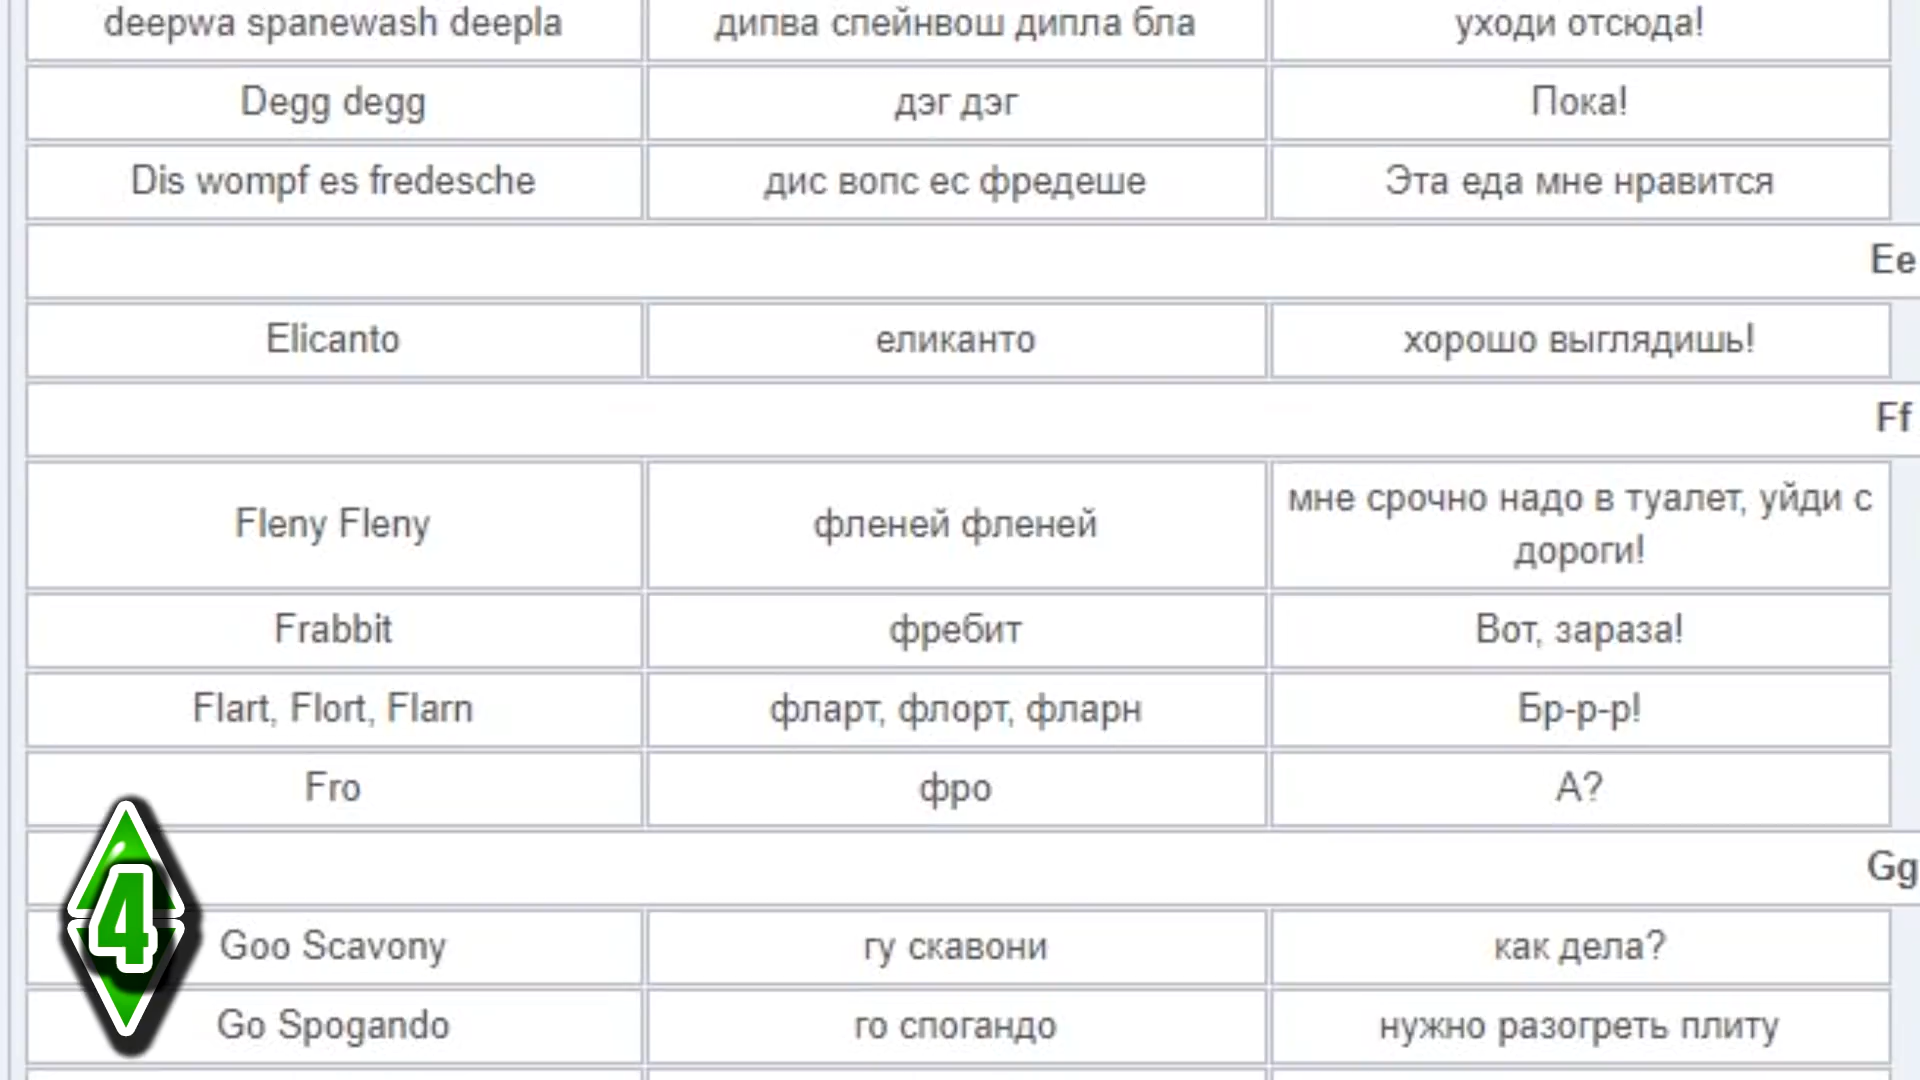 deepwa spanewash deepla дипва спейнвош дипла бла уходи отсюда!
Degg degg дэг дэг Пока!
Dis wompf es fredesche дис вопс ес фредеше Эта еда мне нравится
Ee
Elicanto еликанто хорошо выглядишь!
Ff
Fleny Fleny фленей фленей мне срочно надо в туалет, уйди с
дороги!
Frabbit фребит Вот, зараза!
Flart, Flort, Flarn фларт, флорт, фларн Бр-р-р!
Fro фро А?
Gg
Goo Scavony гу скавони как дела?
4
Go Spogando го спогандо нужно разогреть плиту